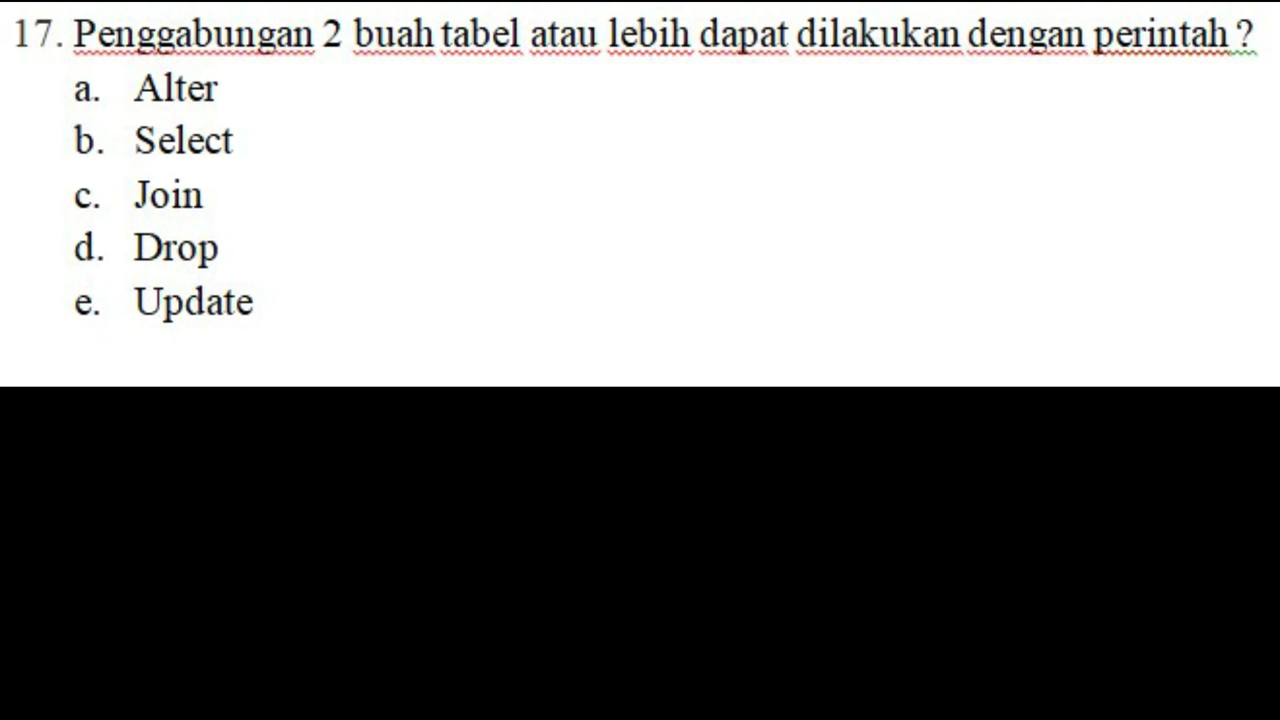 17. Penggabungan 2 buah tabel atau lebih dapat dilakukan dengan perintah ?
a. Alter
b. Select
c. Join
d. Drop
e. Update